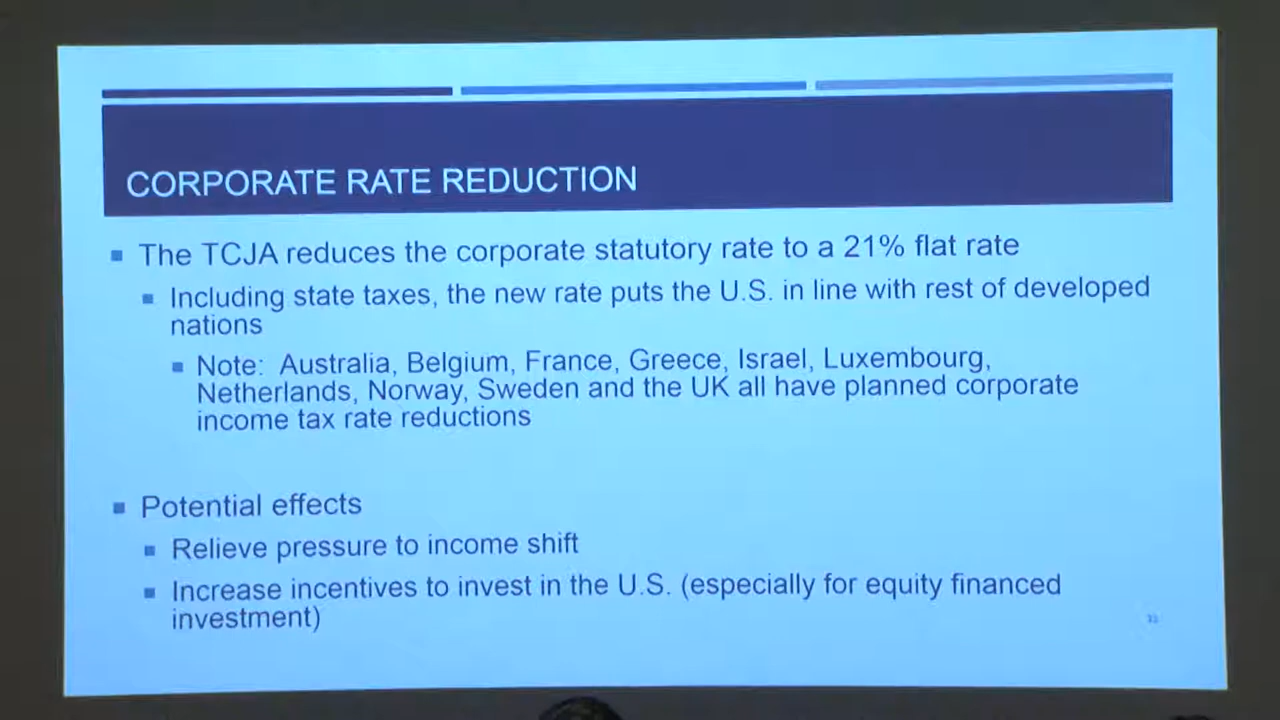 CORPORATE RATE REDUCTION
The TCJA reduces the corporate statutory rate to a 21% flat rate
Including state taxes, the new rate puts the U.S. in line with rest of developed
nations
Note: Australia, Belgium, France, Greece, Israel, Luxembourg,
Netherlands, Norway, Sweden and the UK all have planned corporate
income tax rate reductions
Potential effects
Relieve pressure to income shift
Increase incentives to invest in the U.S. (especially for equity financed
investment)